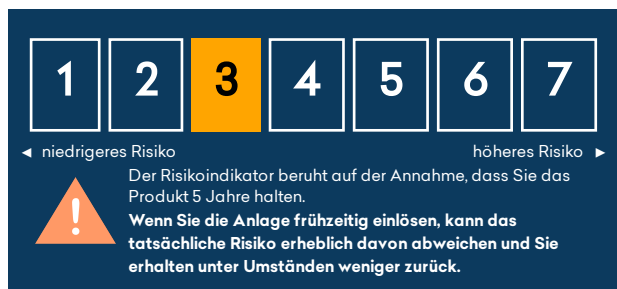 1 2 3 4 5 6 7
◄ niedrigeres Risiko höheres Risiko ►
Der Risikoindikator beruht auf der Annahme, dass Sie das
Produkt 5 Jahre halten.
Wenn Sie die Anlage frühzeitig einlösen, kann das
tatsächliche Risiko erheblich davon abweichen und Sie
erhalten unter Umständen weniger zurück.
!